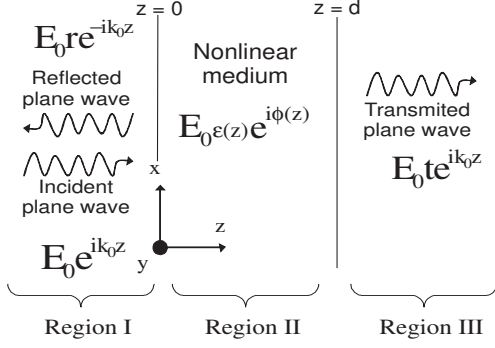 z = 0
z = d
E₀re^{-ik₀z}
Reflected
plane wave
Incident
plane wave
E₀e^{ik₀z}
x
z
y
Nonlinear
medium
E₀ε(z)e^{iϕ(z)}
Transmited
plane wave
E₀te^{ik₀z}
Region I
Region II
Region III